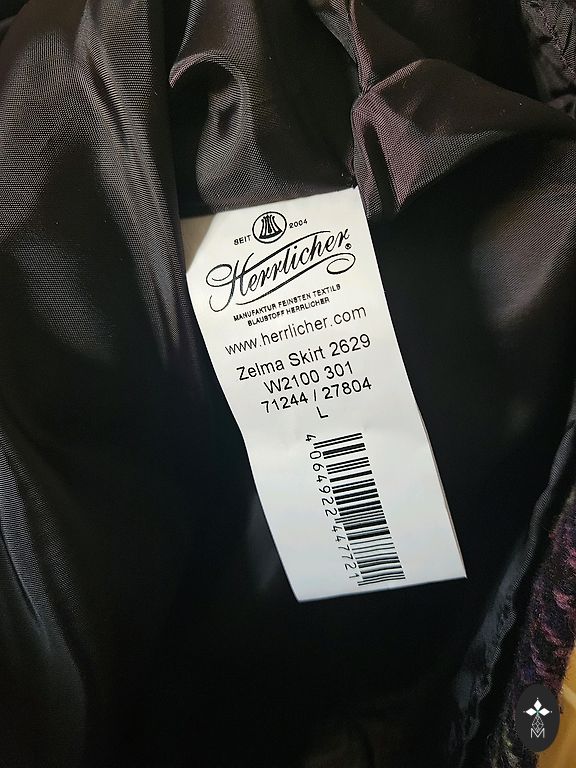 SEIT 2004
Herrlicher®
MANUFAKTUR FEINSTEN TEXTILS
BLAUSTOFF HERRLICHER
www.herrlicher.com
Zelma Skirt 2629
W2100 301
71244 / 27804
L
4064922447721
M